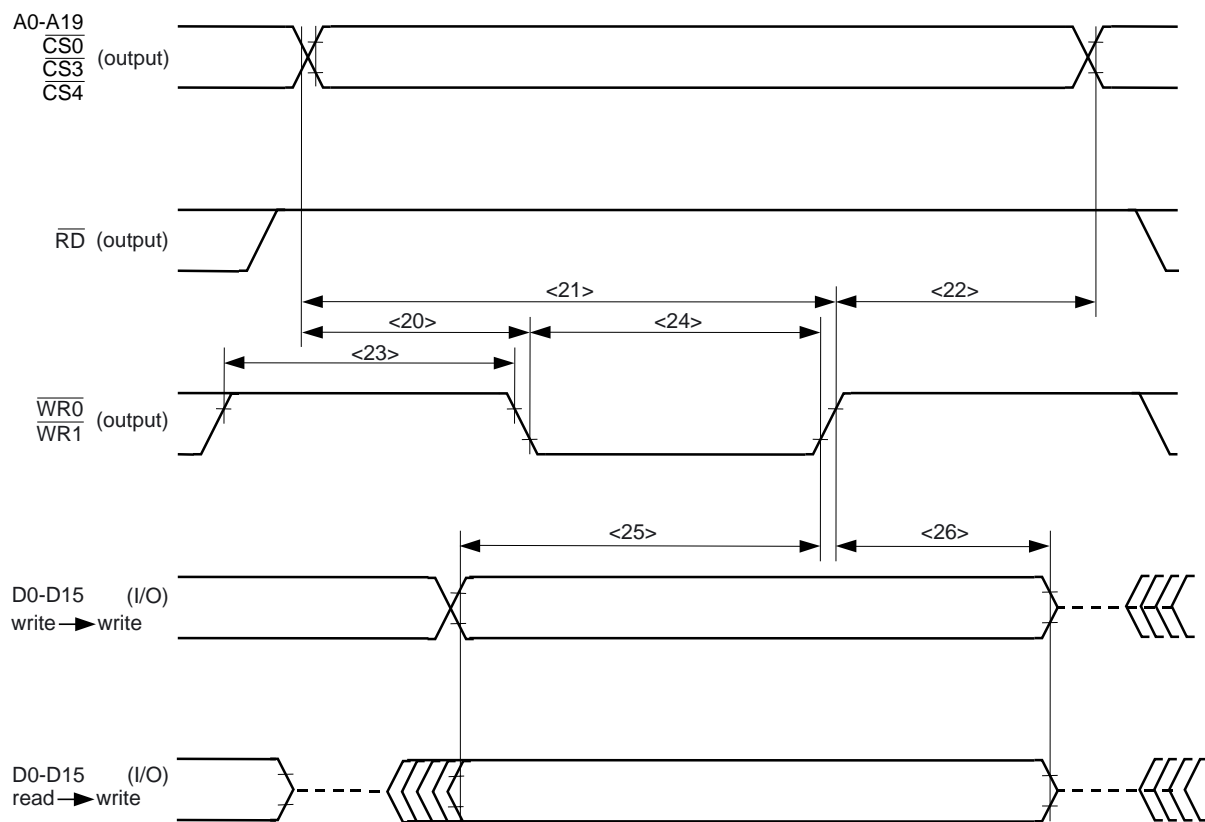 A0-A19
CS0
CS3 (output)
CS4
RD (output)
<21>
<22>
<20>
<24>
<23>
WR0 (output)
WR1
<25>
<26>
D0-D15 (I/O)
write → write
D0-D15 (I/O)
read → write